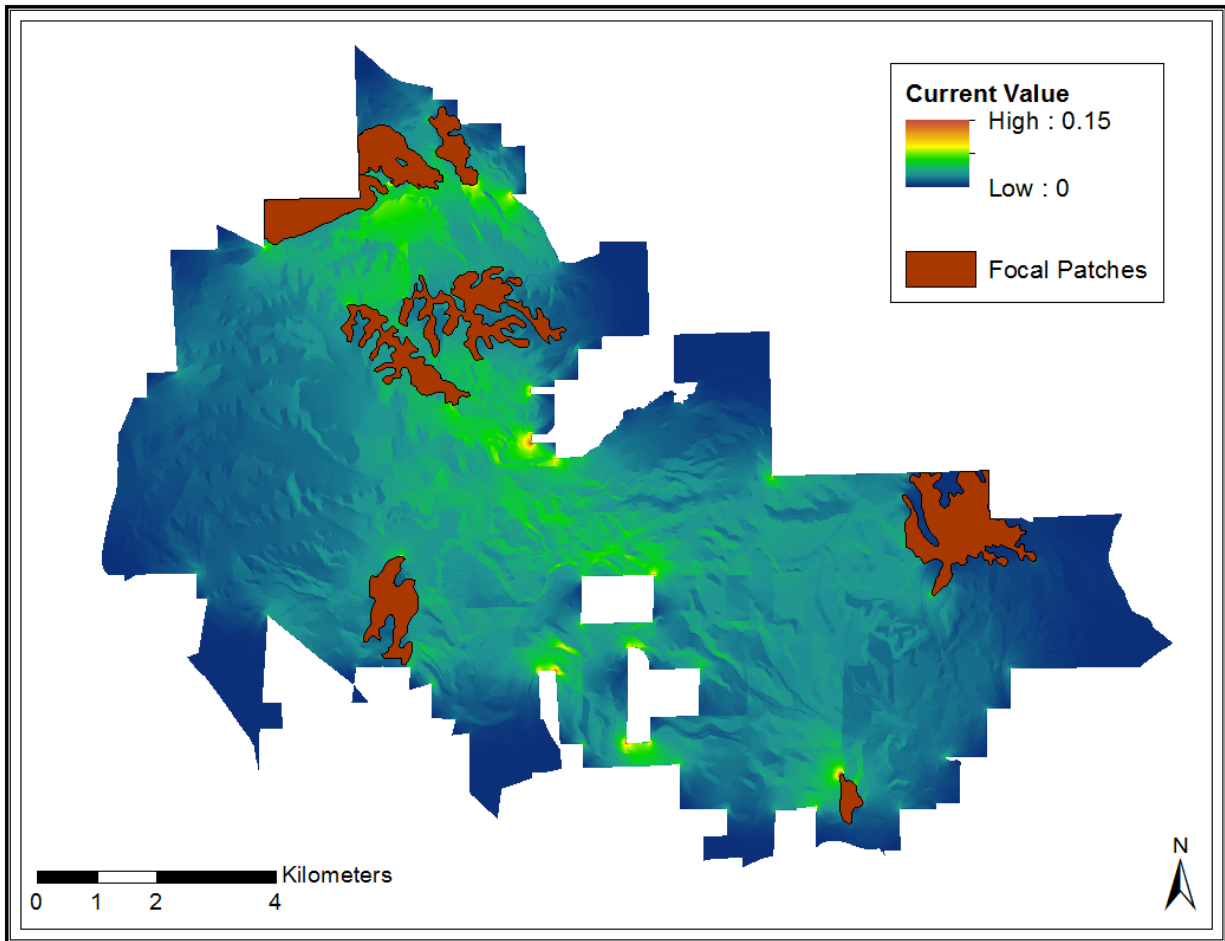 Current Value
High : 0.15
Low : 0
Focal Patches
N
Kilometers
0 1 2 4